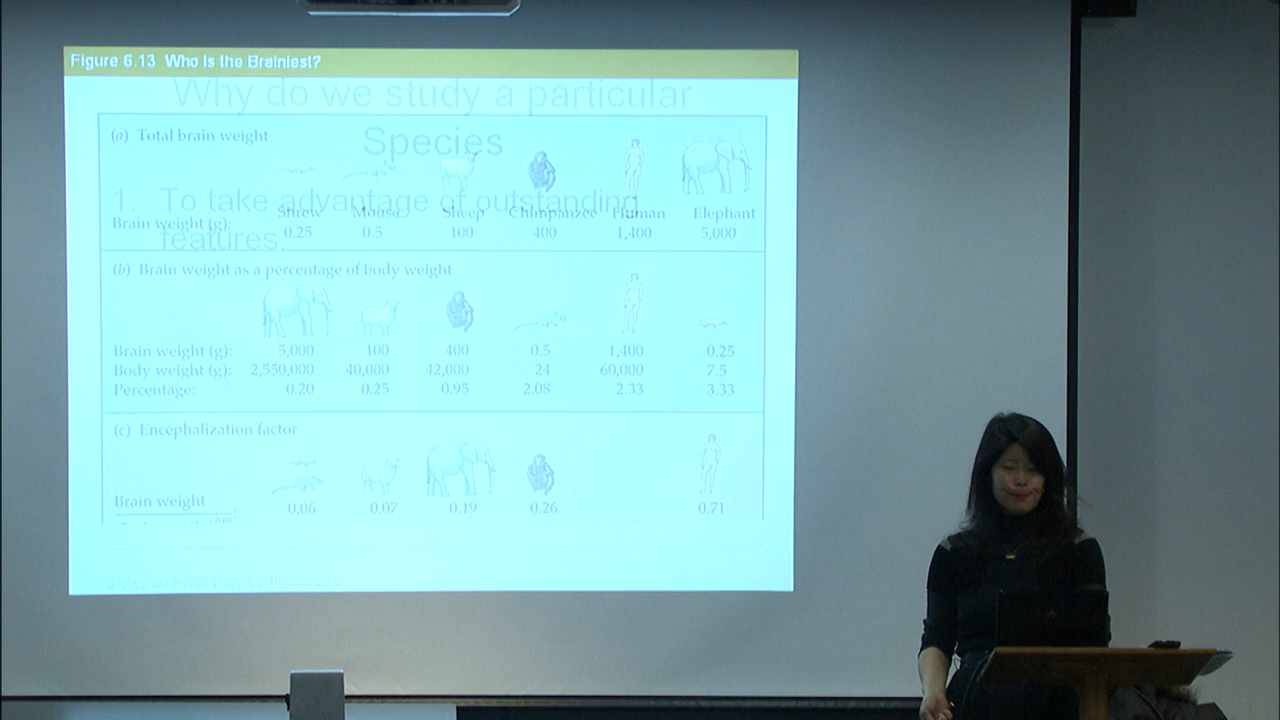 Figure 6.13 Who Is the Brainiest?
Why do we study a particular
Species
(a) Total brain weight
1. To take advantage of outstanding
features.
Shrew Mouse Sheep Chimpanzee Human Elephant
Brain weight (g): 0.25 0.5 100 400 1,400 5,000
(b) Brain weight as a percentage of body weight
Brain weight (g): 5,000 100 400 0.5 1,400 0.25
Body weight (g): 2,550,000 40,000 42,000 24 60,000 7.5
Percentage: 0.20 0.25 0.95 2.08 2.33 3.33
(c) Encephalization factor
Brain weight 0.06 0.07 0.19 0.26 0.71